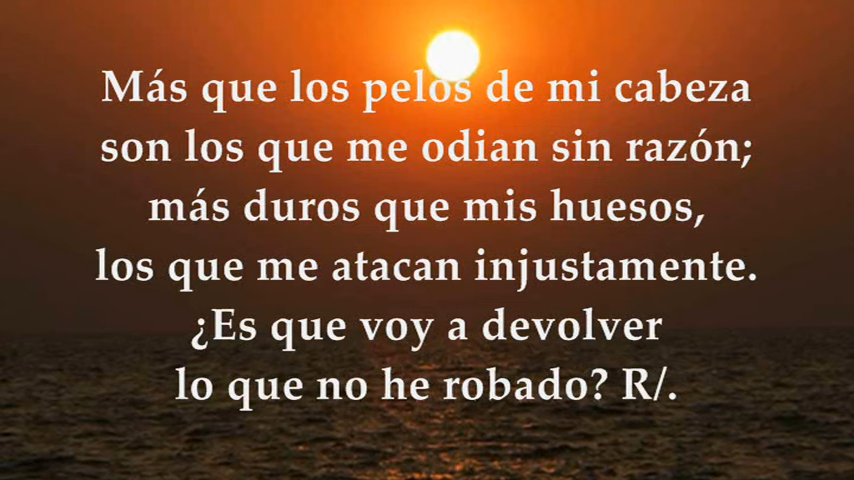 Más que los pelos de mi cabeza
son los que me odian sin razón;
más duros que mis huesos,
los que me atacan injustamente.
¿Es que voy a devolver
lo que no he robado? R/.